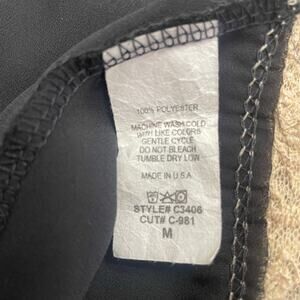 100% POLYESTER
MACHINE WASH COLD
WITH LIKE COLORS
GENTLE CYCLE
DO NOT BLEACH
TUMBLE DRY LOW
MADE IN U.S.A
STYLE# C3406
CUT# C-981
M